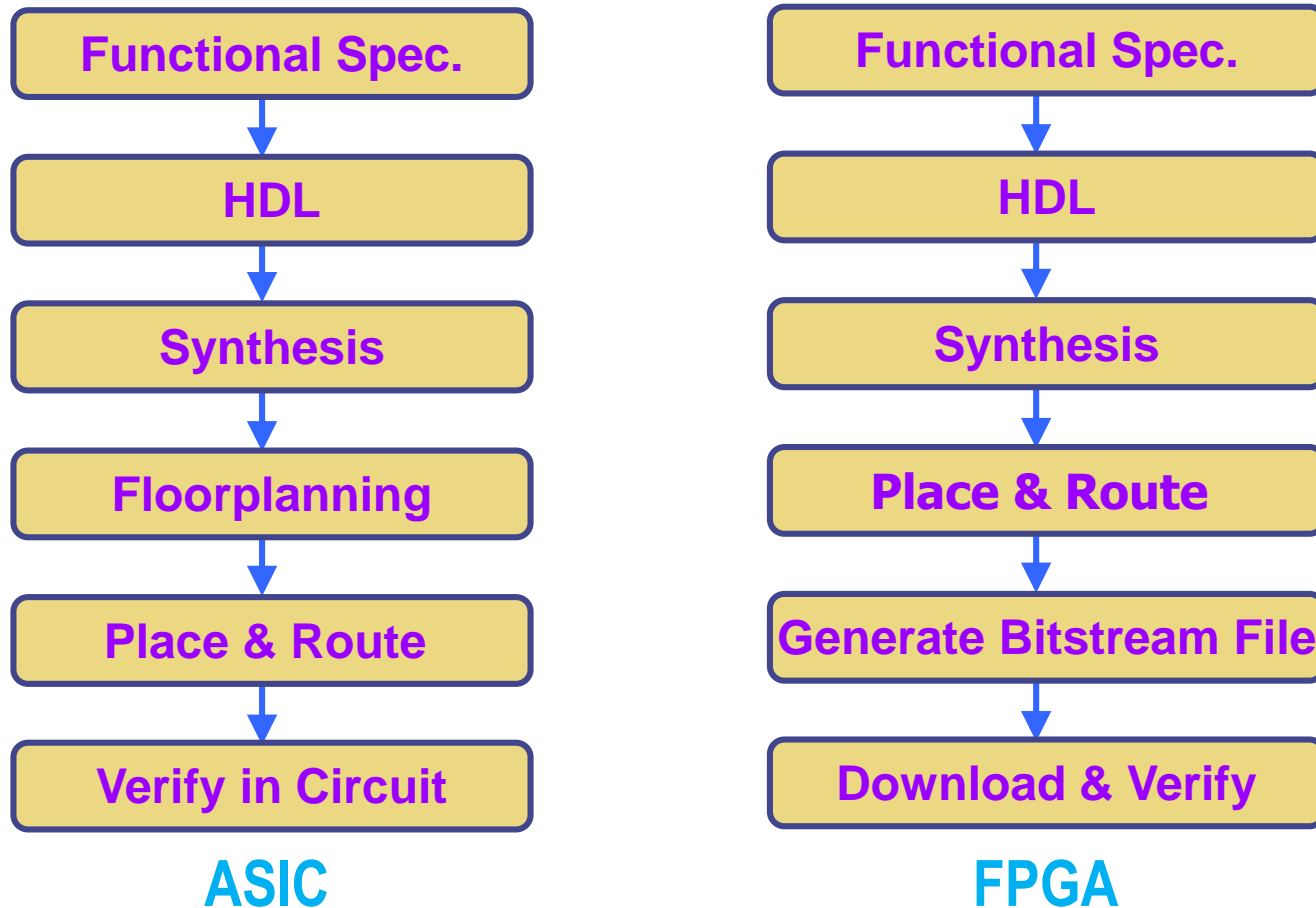 Functional Spec.
HDL
Synthesis
Floorplanning
Place & Route
Verify in Circuit
ASIC
Functional Spec.
HDL
Synthesis
Place & Route
Generate Bitstream File
Download & Verify
FPGA